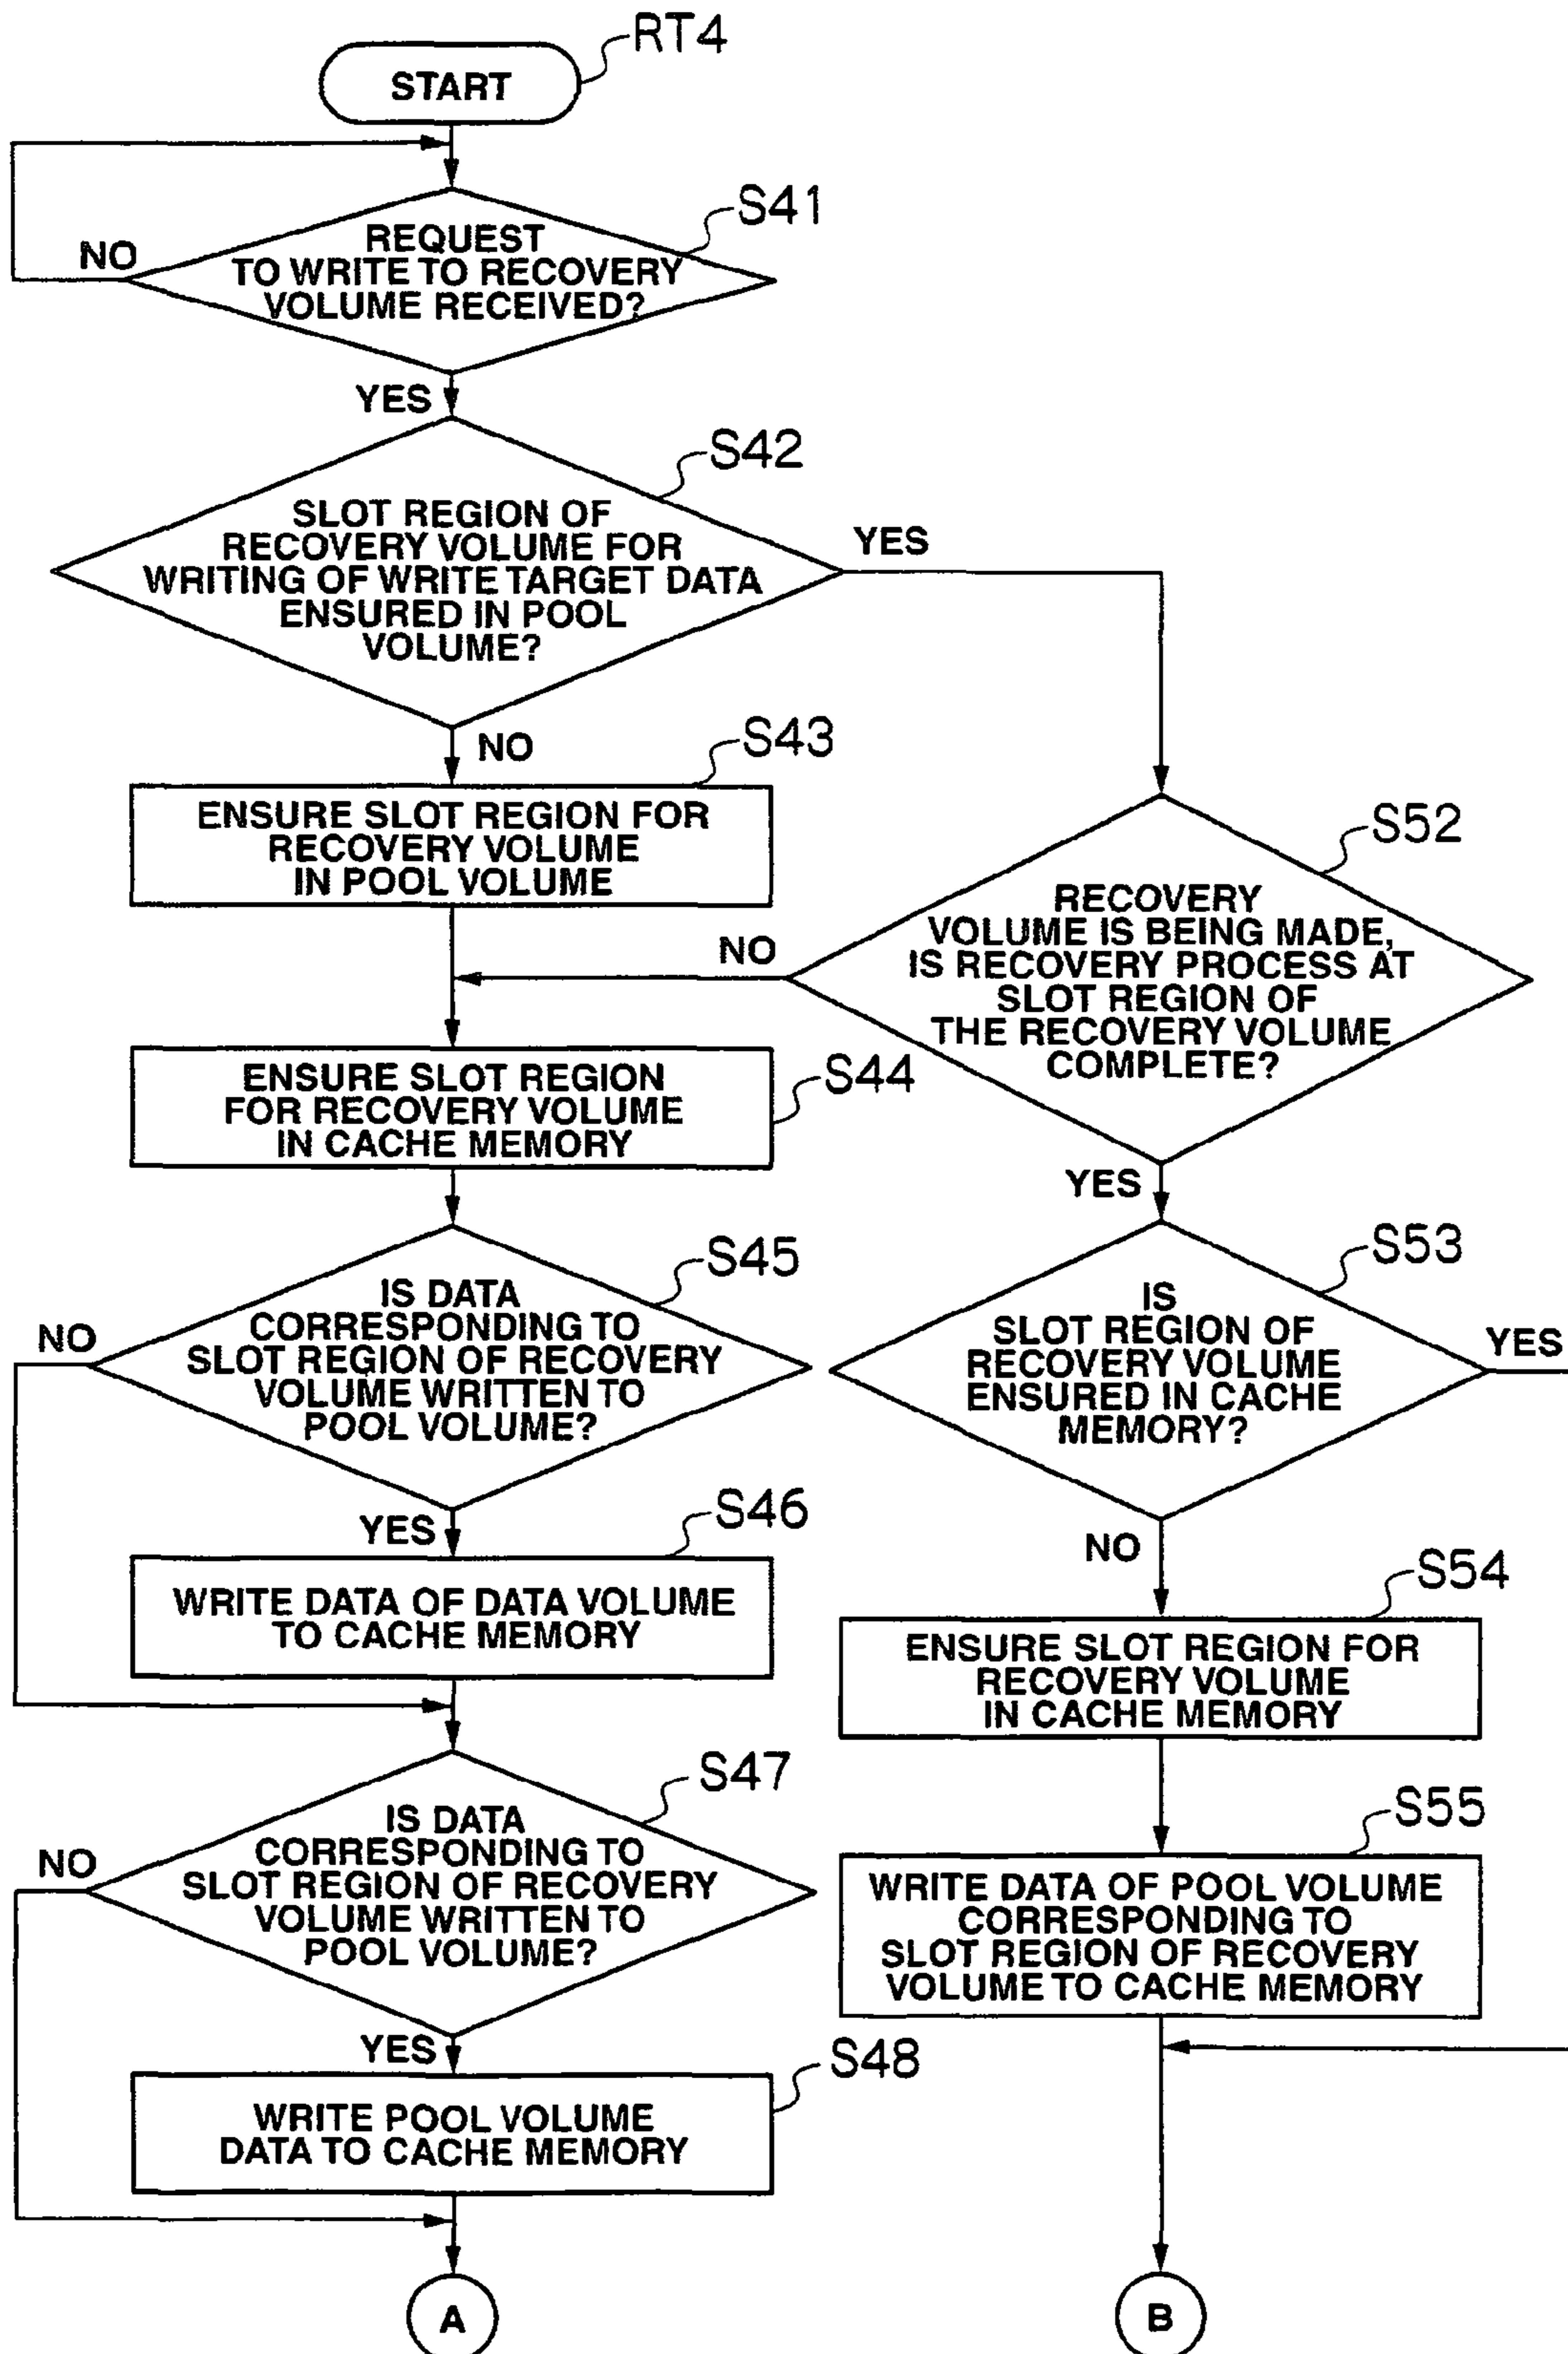 RT4
START
S41
NO
REQUEST
TO WRITE TO RECOVERY
VOLUME RECEIVED?
YES
S42
SLOT REGION OF
RECOVERY VOLUME FOR
WRITING OF WRITE TARGET DATA
ENSURED IN POOL
VOLUME?
YES
NO
S43
ENSURE SLOT REGION FOR
RECOVERY VOLUME
IN POOL VOLUME
S52
RECOVERY
VOLUME IS BEING MADE,
IS RECOVERY PROCESS AT
SLOT REGION OF
THE RECOVERY VOLUME
COMPLETE?
NO
YES
S44
ENSURE SLOT REGION
FOR RECOVERY VOLUME
IN CACHE MEMORY
S45
IS DATA
CORRESPONDING TO
SLOT REGION OF RECOVERY
VOLUME WRITTEN TO
POOL VOLUME?
NO
YES
S53
IS
SLOT REGION OF
RECOVERY VOLUME
ENSURED IN CACHE
MEMORY?
YES
NO
S46
WRITE DATA OF DATA VOLUME
TO CACHE MEMORY
S54
ENSURE SLOT REGION FOR
RECOVERY VOLUME
IN CACHE MEMORY
S47
IS DATA
CORRESPONDING TO
SLOT REGION OF RECOVERY
VOLUME WRITTEN TO
POOL VOLUME?
NO
YES
S55
WRITE DATA OF POOL VOLUME
CORRESPONDING TO
SLOT REGION OF RECOVERY
VOLUME TO CACHE MEMORY
S48
WRITE POOL VOLUME
DATA TO CACHE MEMORY
A
B